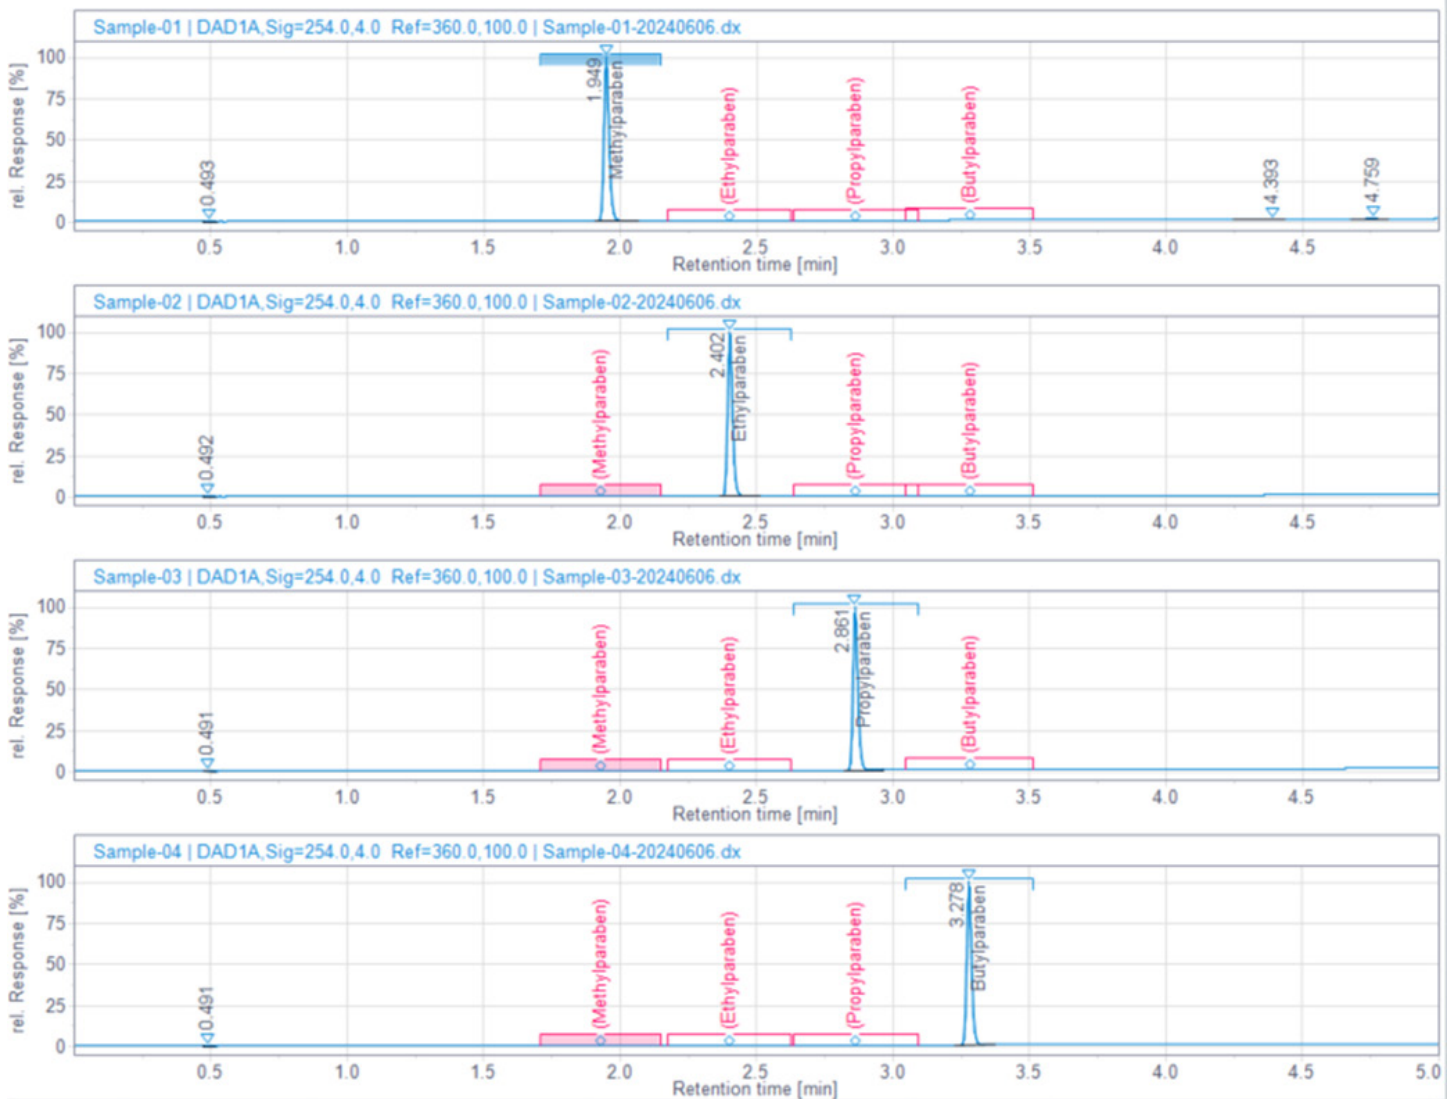 Sample-01 | DAD1A,Sig=254.0,4.0 Ref=360.0,100.0 | Sample-01-20240606.dx
rel. Response [%]
100
75
50
25
0
0.493
1.949
Methylparaben
(Ethylparaben)
(Propylparaben)
(Butylparaben)
4.393
4.759
0.5 1.0 1.5 2.0 2.5 3.0 3.5 4.0 4.5
Retention time [min]
Sample-02 | DAD1A,Sig=254.0,4.0 Ref=360.0,100.0 | Sample-02-20240606.dx
rel. Response [%]
100
75
50
25
0
0.492
(Methylparaben)
2.402
Ethylparaben
(Propylparaben)
(Butylparaben)
0.5 1.0 1.5 2.0 2.5 3.0 3.5 4.0 4.5
Retention time [min]
Sample-03 | DAD1A,Sig=254.0,4.0 Ref=360.0,100.0 | Sample-03-20240606.dx
rel. Response [%]
100
75
50
25
0
0.491
(Methylparaben)
(Ethylparaben)
2.861
Propylparaben
(Butylparaben)
0.5 1.0 1.5 2.0 2.5 3.0 3.5 4.0 4.5
Retention time [min]
Sample-04 | DAD1A,Sig=254.0,4.0 Ref=360.0,100.0 | Sample-04-20240606.dx
rel. Response [%]
100
75
50
25
0
0.491
(Methylparaben)
(Ethylparaben)
(Propylparaben)
3.278
Butylparaben
0.5 1.0 1.5 2.0 2.5 3.0 3.5 4.0 4.5 5.0
Retention time [min]